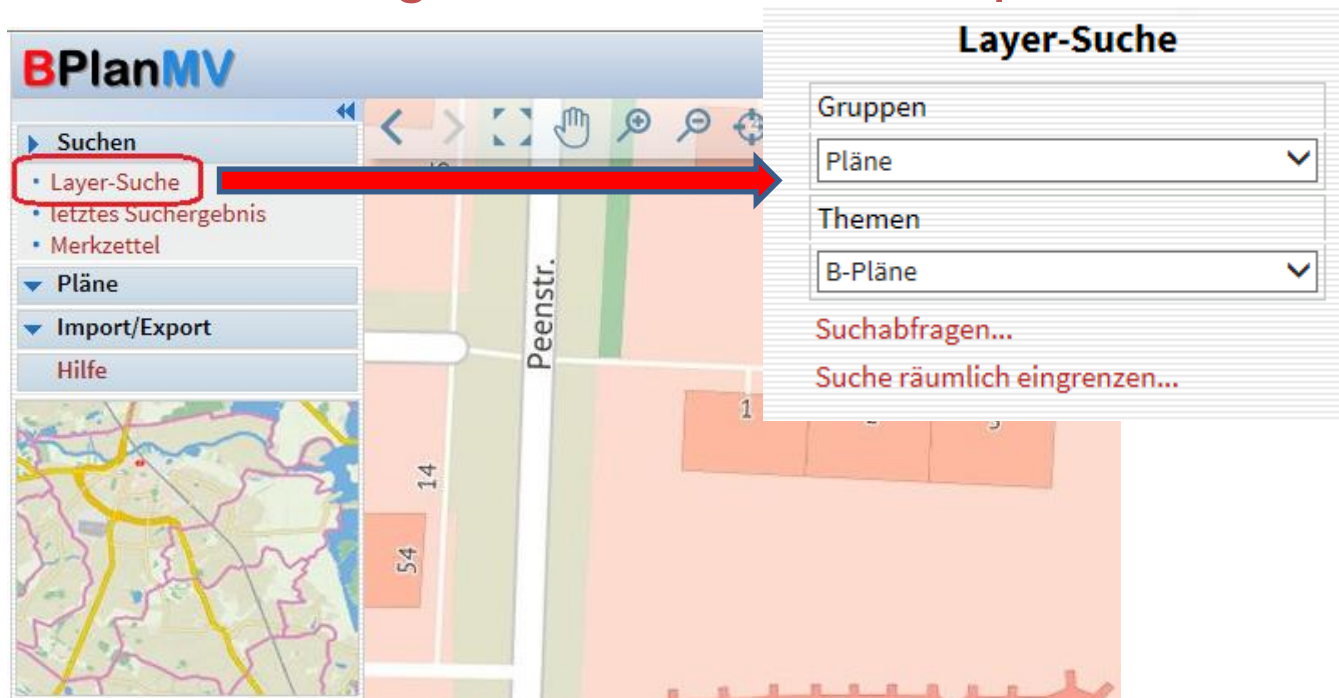 BPlanMV
Suchen
Layer-Suche
letztes Suchergebnis
Merkzettel
Pläne
Import/Export
Hilfe
Peenstr.
14
54
1
Layer-Suche
Gruppen
Pläne
Themen
B-Pläne
Suchabfragen...
Suche räumlich eingrenzen...